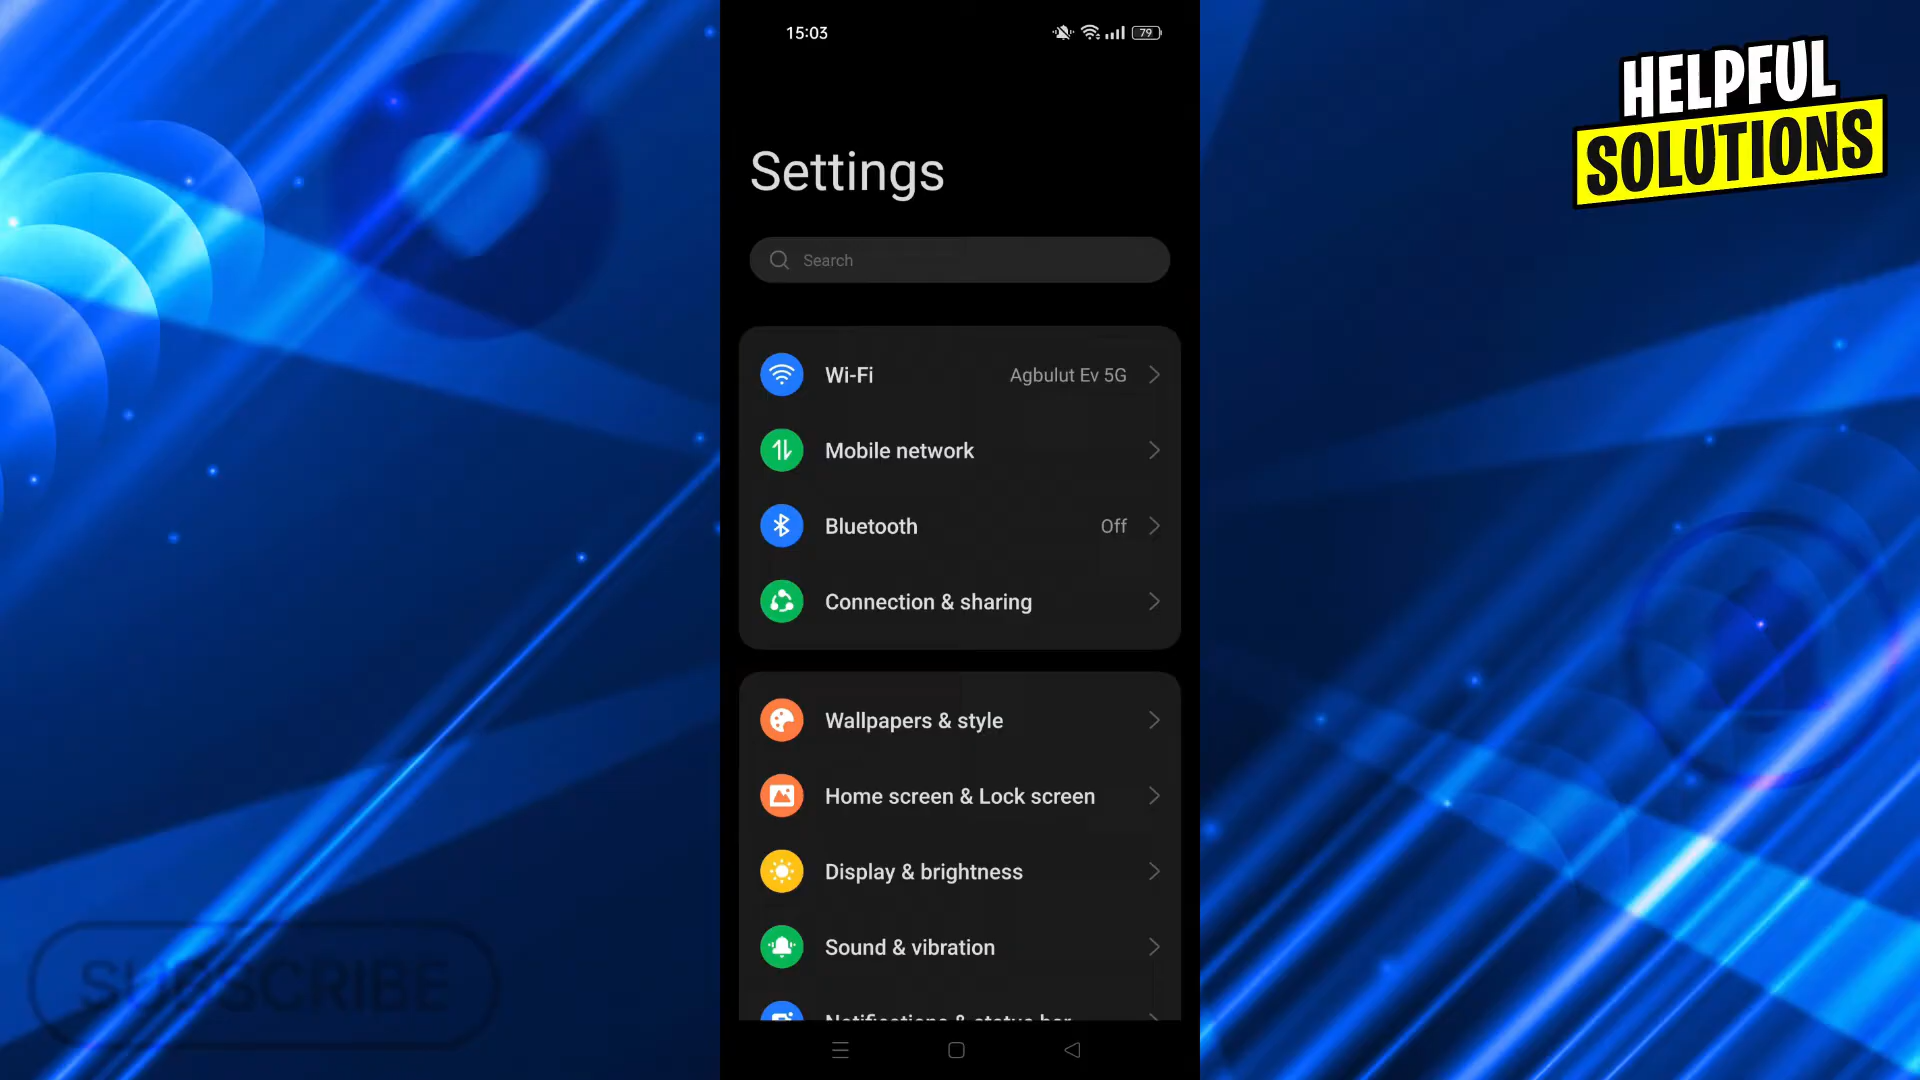 15:03
79
HELPFUL
SOLUTIONS
Settings
Search
Wi-Fi
Agbulut Ev 5G
Mobile network
Bluetooth
Off
Connection & sharing
Wallpapers & style
Home screen & Lock screen
Display & brightness
Sound & vibration
SUBSCRIBE
Notifications & status bar